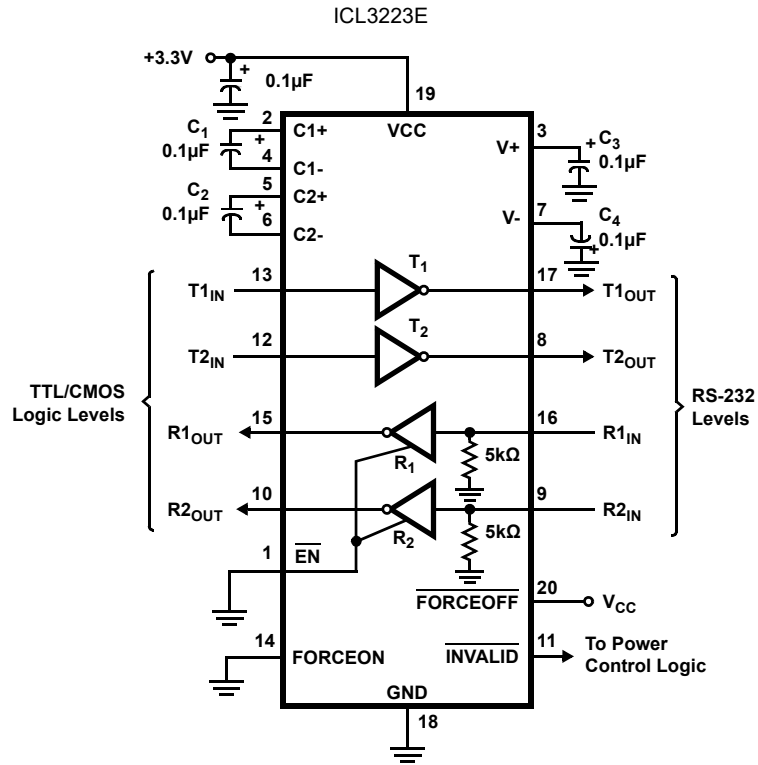 ICL3223E
+3.3V
+
0.1µF
19
2
C1+
VCC
3
C1
0.1µF
+
4
C1-
V+
+
C3
0.1µF
5
C2
0.1µF
+
C2+
6
C2-
V-
7
C4
0.1µF
+
T1IN
13
T1
17
T1OUT
T2IN
12
T2
8
T2OUT
TTL/CMOS
Logic Levels
RS-232
Levels
R1OUT
15
R1
16
R1IN
5kΩ
R2OUT
10
R2
9
R2IN
5kΩ
1
EN
FORCEOFF
20
VCC
14
FORCEON
INVALID
11
To Power
Control Logic
GND
18